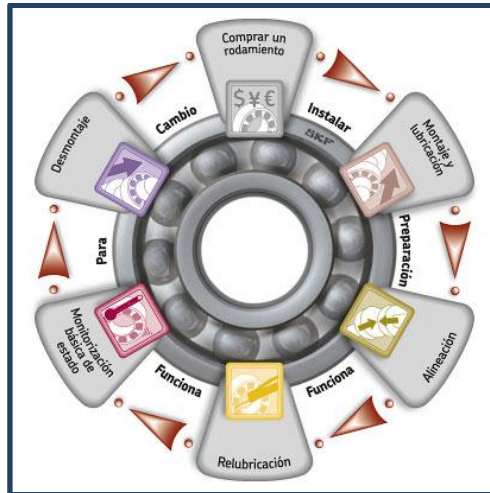 Comprar un
rodamiento
$ ¥ €
Instalar
SKF
Montaje y
lubricación
Preparación
Alineación
Funciona
Relubricación
Funciona
Monitorización
básica de
estado
Para
Desmontaje
Cambio